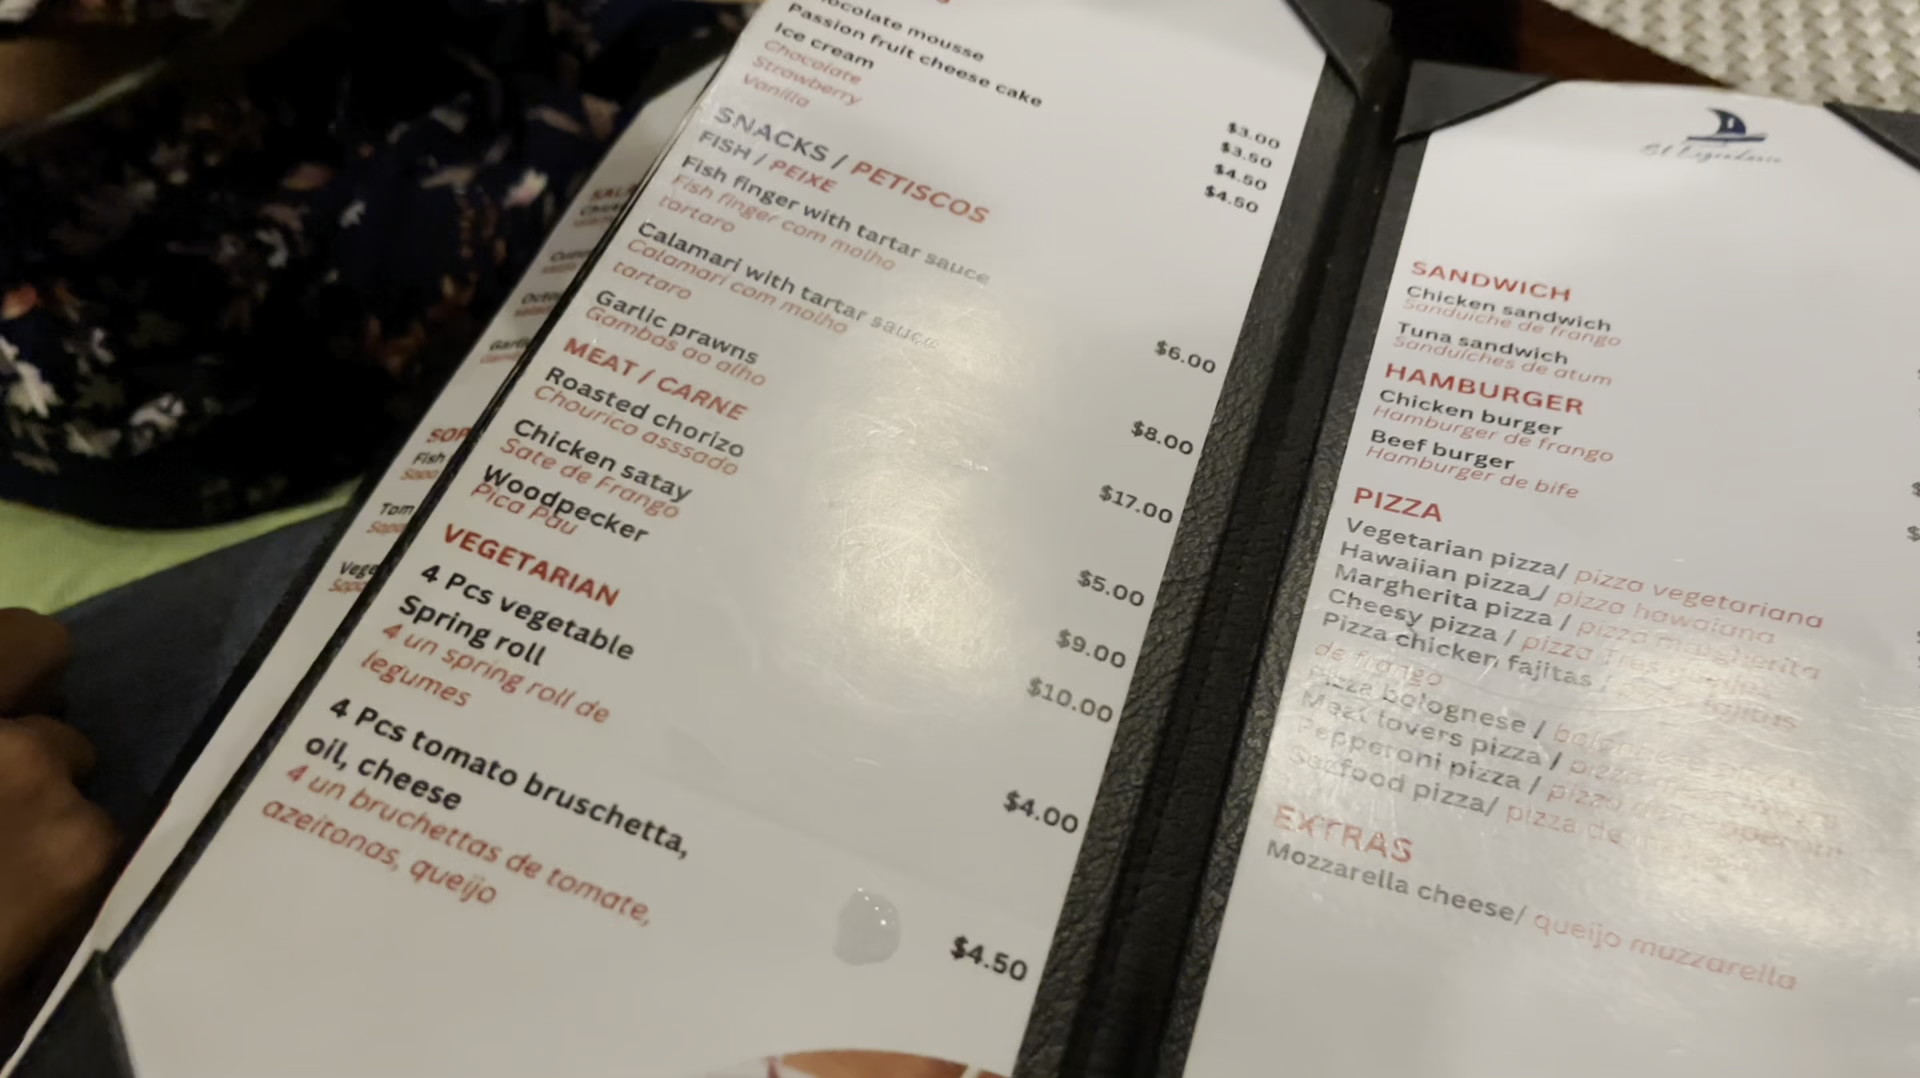 mousse
Passion fruit cheese cake
Ice cream
Chocolate
Strawberry
Vanilla
$3.00
$3.50
$4.50
$4.50
SNACKS / PETISCOS
FISH / PEIXE
Fish finger with tartar sauce
Fish finger com molho
tartaro
$6.00
Calamari with tartar sauce
Calamari com molho
tartaro
$8.00
Garlic prawns
Gambas ao alho
$17.00
MEAT / CARNE
Roasted chorizo
Chourico asssado
$5.00
Chicken satay
Sate de Frango
$9.00
Woodpecker
Pica Pau
$10.00
VEGETARIAN
4 Pcs vegetable
Spring roll
4 un spring roll de
legumes
$4.00
4 Pcs tomato bruschetta,
oil, cheese
4 un bruchettas de tomate,
azeitonas, queijo
$4.50
SANDWICH
Chicken sandwich
Sanduiche de frango
Tuna sandwich
Sanduíches de atum
HAMBURGER
Chicken burger
Hamburger de frango
Beef burger
Hamburger de bife
PIZZA
Vegetarian pizza/ pizza vegetariana
Hawaiian pizza/ pizza hawaiana
Margherita pizza / pizza margherita
Cheesy pizza / pizza
Pizza chicken fajitas / fajitas
de frango
Pizza bolognese /
Meat lovers pizza /
Pepperoni pizza / pizza
Seafood pizza/ pizza de
EXTRAS
Mozzarella cheese/ queijo muzzarella